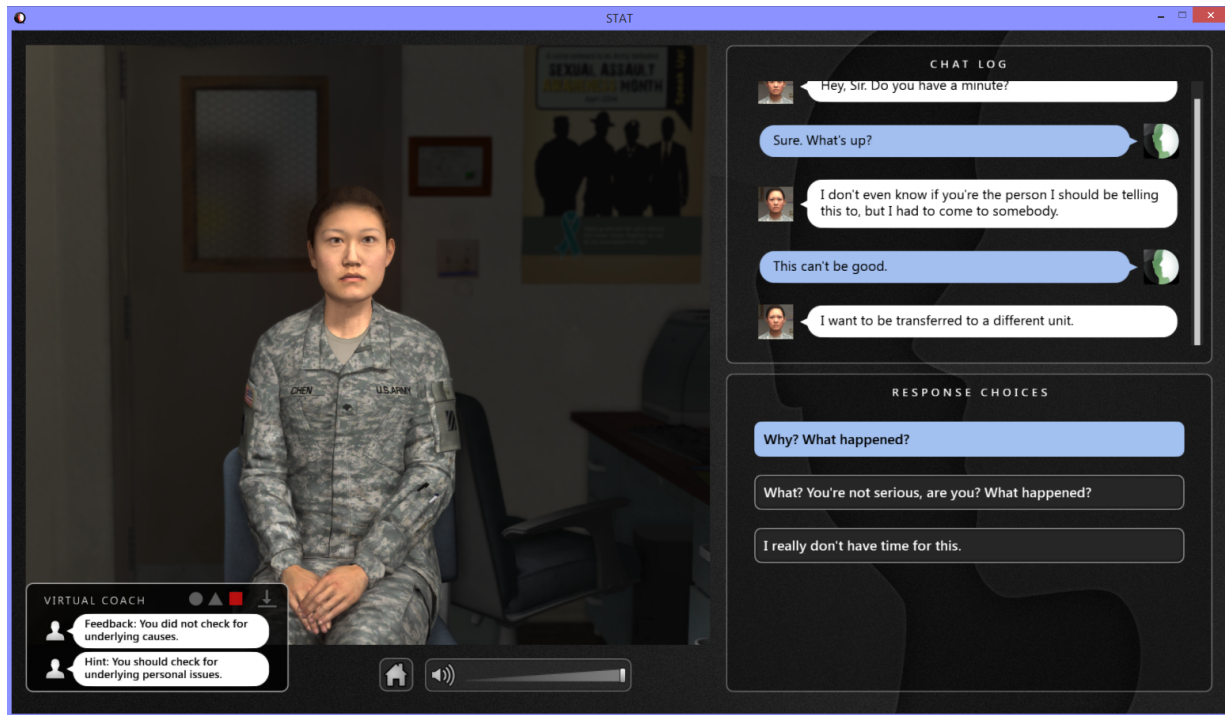 STAT
SEXUAL ASSAULT
AWARENESS MONTH
Speak Up!
CHEN
U.S. ARMY
CHAT LOG
Hey, Sir. Do you have a minute?
Sure. What's up?
I don't even know if you're the person I should be telling
this to, but I had to come to somebody.
This can't be good.
I want to be transferred to a different unit.
RESPONSE CHOICES
Why? What happened?
What? You're not serious, are you? What happened?
I really don't have time for this.
VIRTUAL COACH
Feedback: You did not check for
underlying causes.
Hint: You should check for
underlying personal issues.